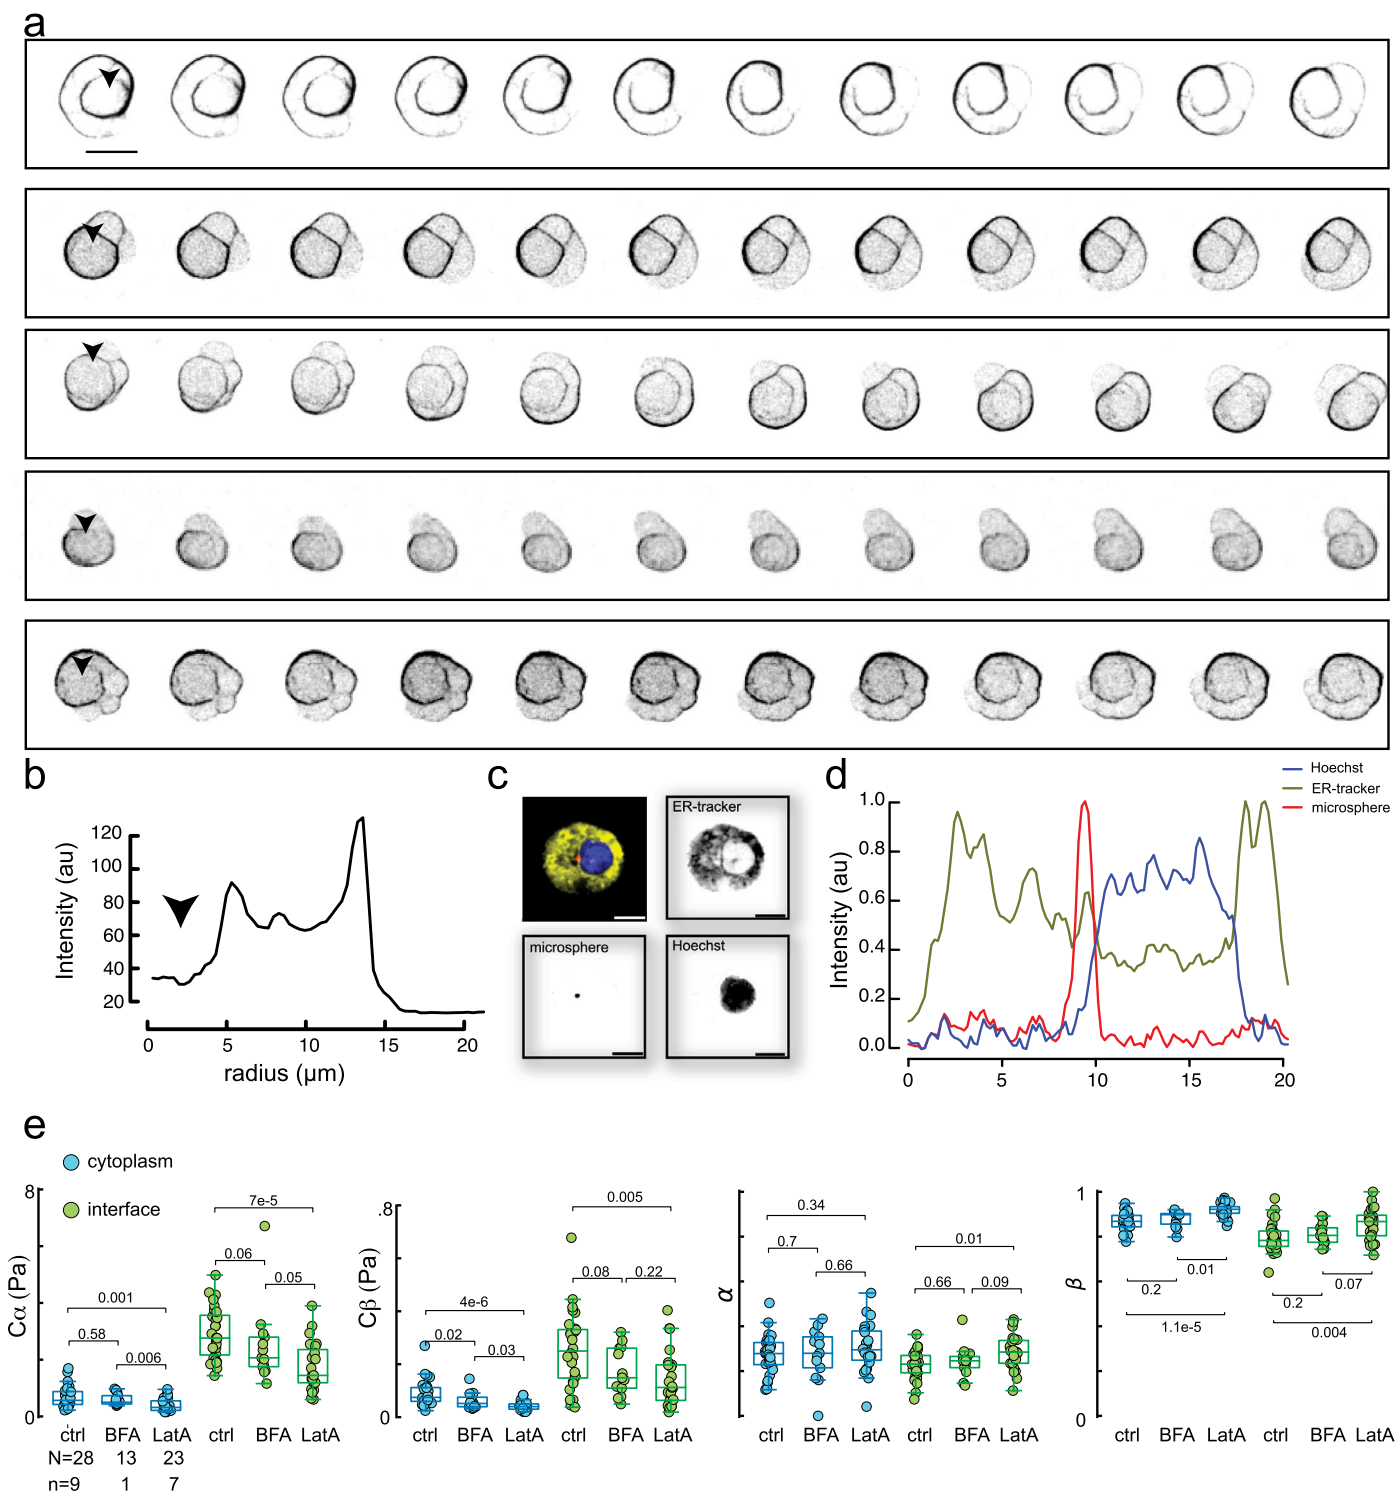 a
b
Intensity (au)
120
100
80
60
40
20
0 5 10 15 20
radius (µm)
c
ER-tracker
microsphere
Hoechst
d
Hoechst
ER-tracker
microsphere
Intensity (au)
1.0
0.8
0.6
0.4
0.2
0.0
0 5 10 15 20
e
cytoplasm
interface
Cα (Pa)
8
0
7e-5
0.06
0.05
0.001
0.58
0.006
ctrl BFA LatA ctrl BFA LatA
N=28 13 23
n=9 1 7
Cβ (Pa)
8
0
0.005
0.08 0.22
4e-6
0.02
0.03
ctrl BFA LatA ctrl BFA LatA
α
0.34
0.7
0.66
0.01
0.66 0.09
ctrl BFA LatA ctrl BFA LatA
β
1
0
0.01
0.2
1.1e-5
0.07
0.2
0.004
ctrl BFA LatA ctrl BFA LatA